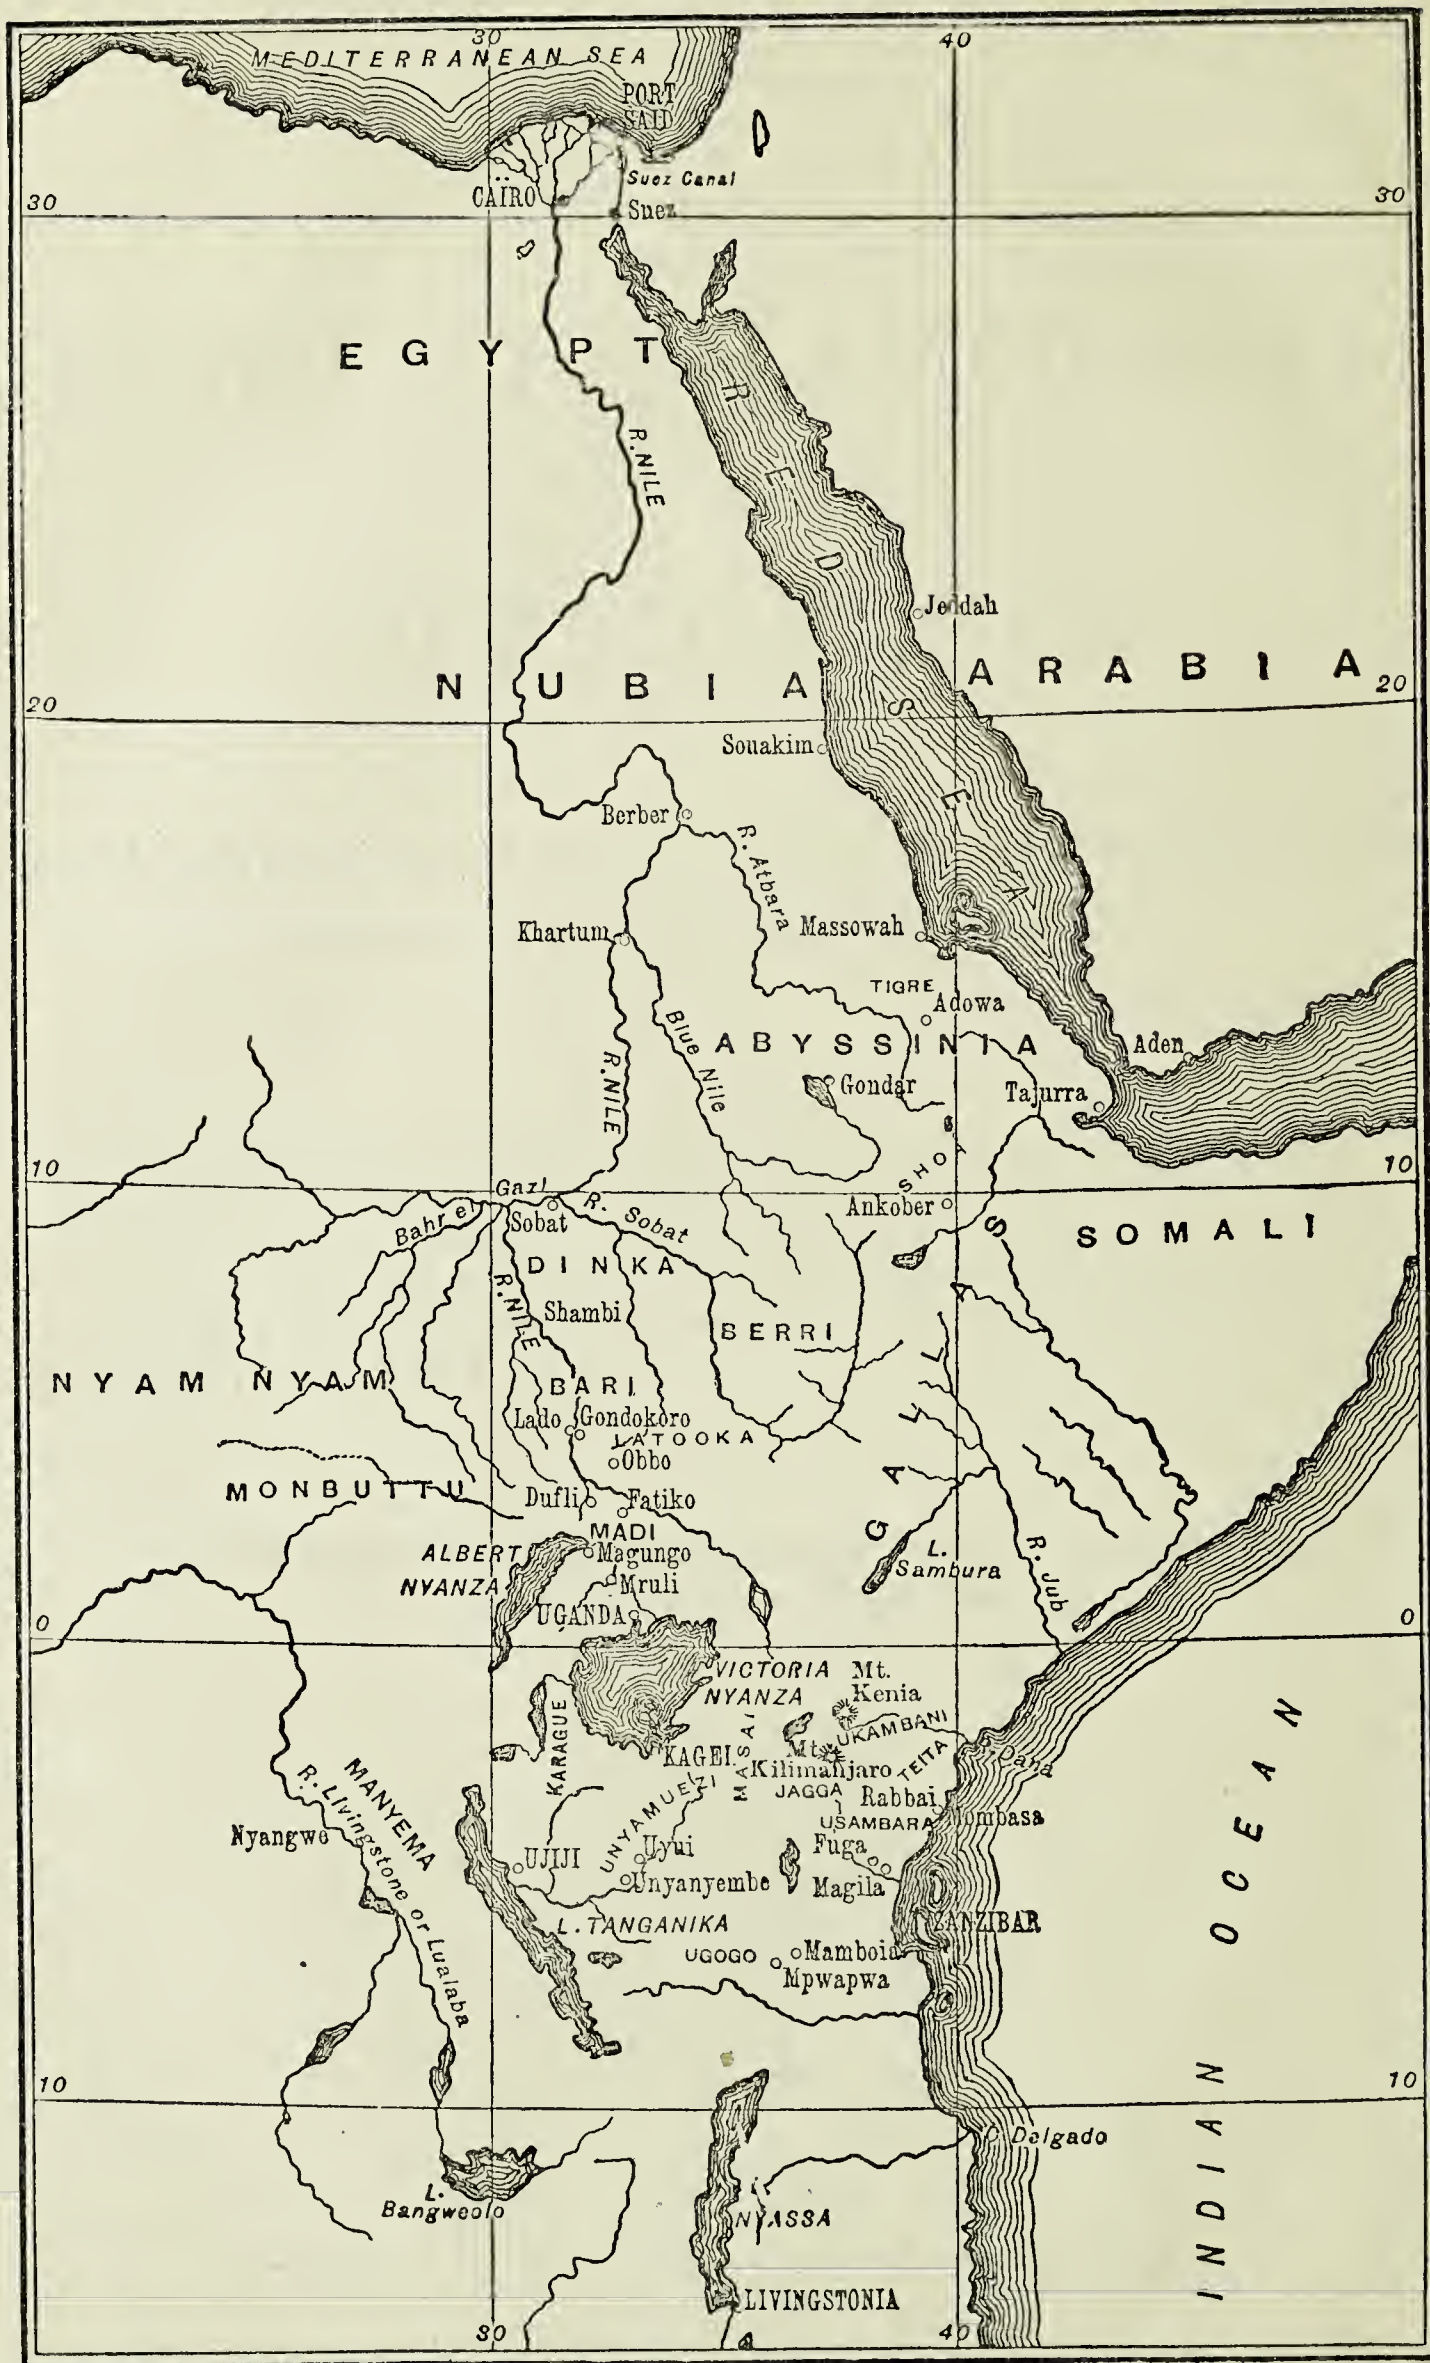 30
40
MEDITERRANEAN SEA
PORT
SAID
Suez Canal
CAÏRO
Suez
30
30
EGYPT
R. NILE
RED SEA
Jeddah
NUBIA
ARABIA
20
20
Souakim
Berber
R. Atbara
Khartum
Massowah
TIGRE
Adowa
Blue Nile
ABYSSINIA
Aden
R. NILE
Gondar
Tajurra
SHOA
10
10
Bahr el Gazl
Sobat
R. Sobat
Ankober
SOMALI
DINKA
R. NILE
Shambi
BERRI
GALLAS
NYAM NYAM
BARI
Lado
Gondokoro
LATOOKA
Obbo
MONBUTTU
Dufli
Fatiko
MADI
ALBERT
NYANZA
Magungo
Mruli
L.
Sambura
R. Jub
UGANDA
0
0
VICTORIA
NYANZA
Mt.
Kenia
KARAGUE
KAGEI
MASAI
UKAMBANI
R. Dana
Mt.
Kilimanjaro
TEITA
JAGGA
Rabbai
MANYEMA
R. Livingstone or Lualaba
UNYAMUEZI
USAMBARA
Mombasa
Nyangwe
UJIJI
Uyui
Fuga
Unyanyembe
Magila
L. TANGANIKA
ZANZIBAR
UGOGO
Mamboia
Mpwapwa
INDIAN OCEAN
10
10
C. Delgado
L.
Bangweolo
NYASSA
LIVINGSTONIA
30
40